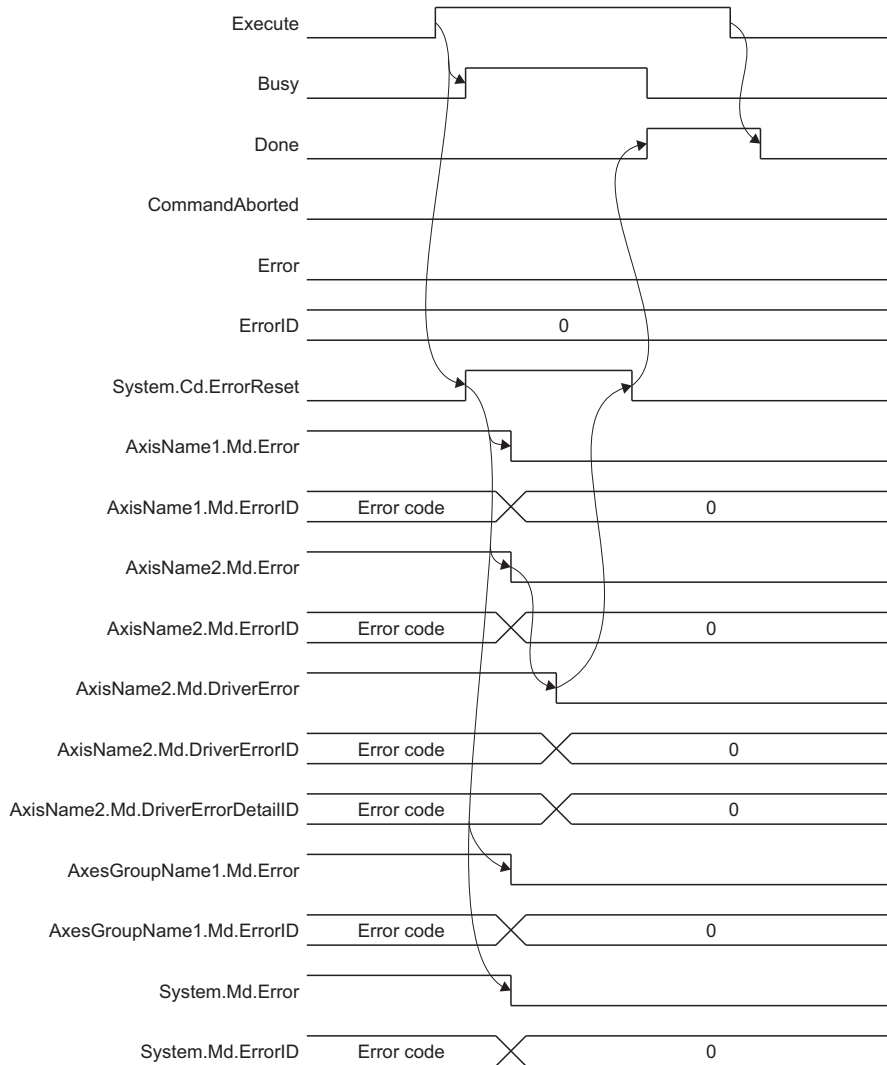 Execute
Busy
Done
CommandAborted
Error
ErrorID 0
System.Cd.ErrorReset
AxisName1.Md.Error
AxisName1.Md.ErrorID Error code 0
AxisName2.Md.Error
AxisName2.Md.ErrorID Error code 0
AxisName2.Md.DriverError
AxisName2.Md.DriverErrorID Error code 0
AxisName2.Md.DriverErrorDetailID Error code 0
AxesGroupName1.Md.Error
AxesGroupName1.Md.ErrorID Error code 0
System.Md.Error
System.Md.ErrorID Error code 0